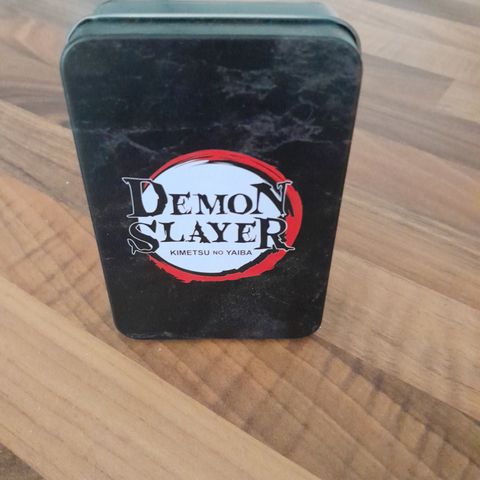 DEMON
SLAYER
KIMETSU NO YAIBA